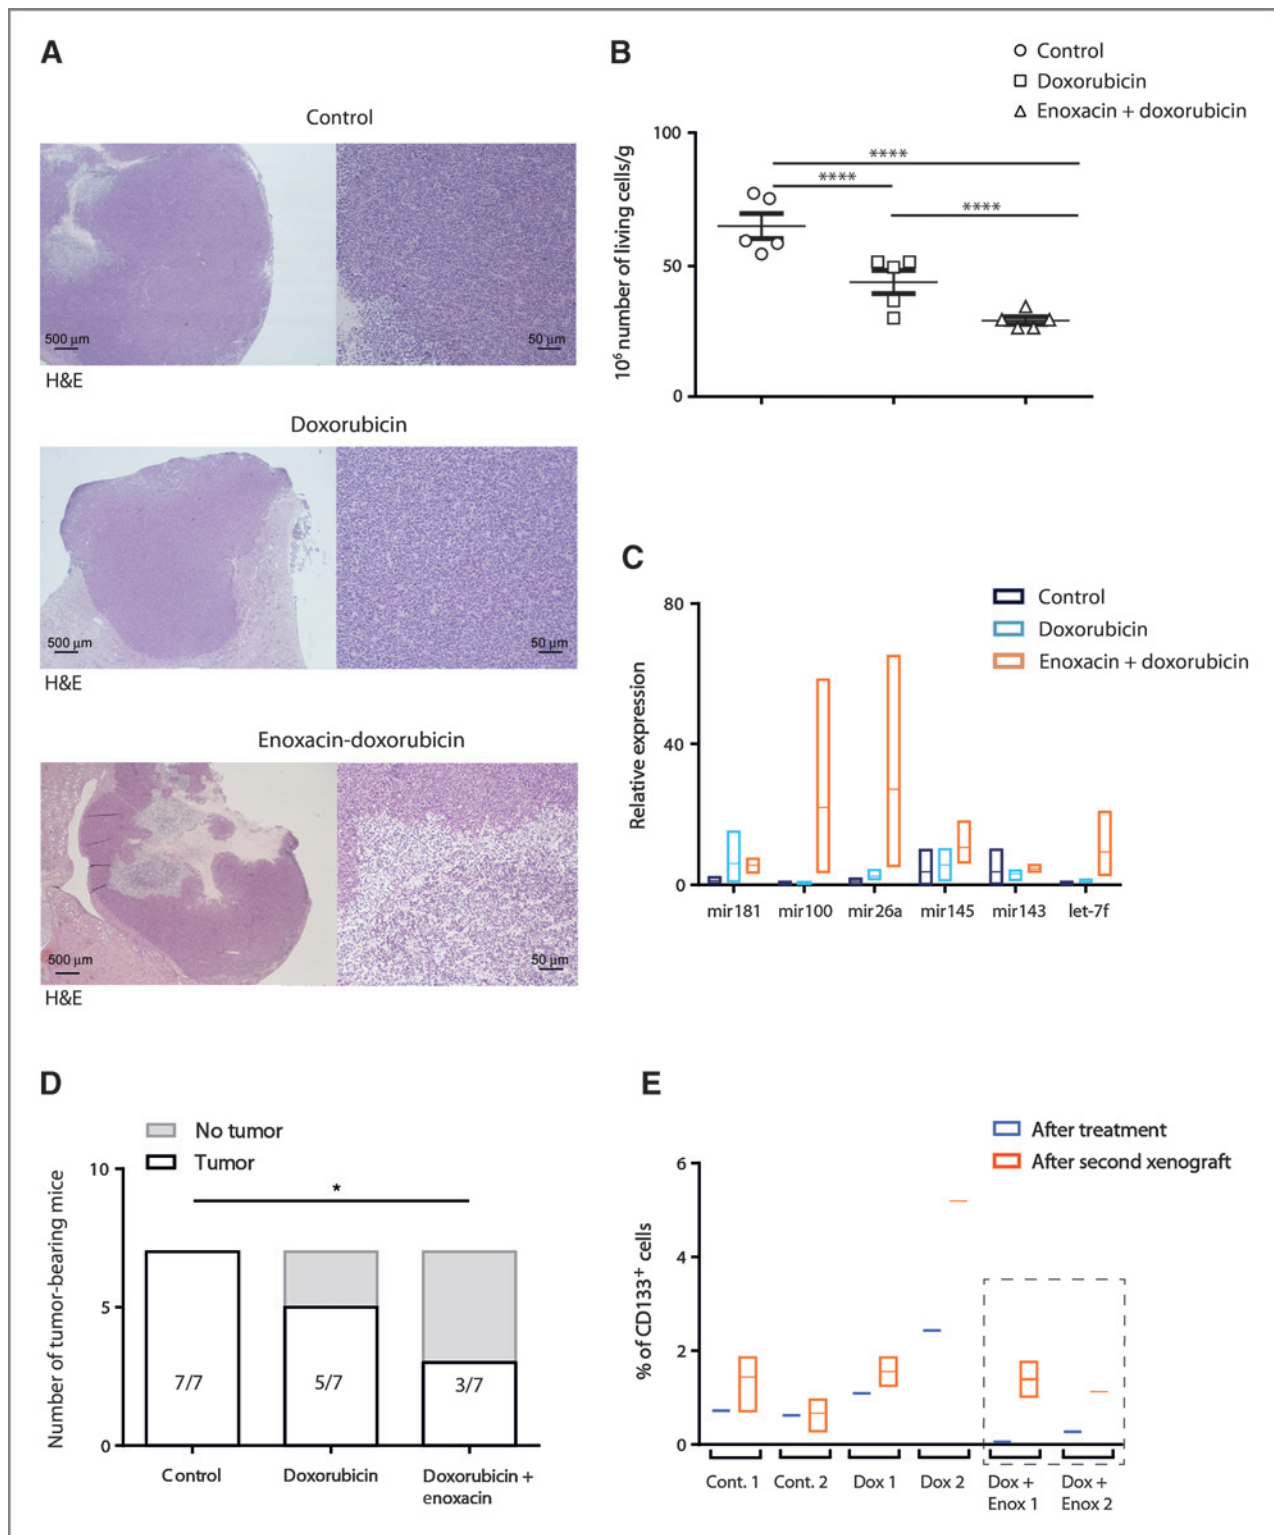 A
Control
500 μm
50 μm
H&E
Doxorubicin
500 μm
50 μm
H&E
Enoxacin-doxorubicin
500 μm
50 μm
H&E
B
Control
Doxorubicin
Enoxacin + doxorubicin
10⁶ number of living cells/g
100
50
0
****
****
****
C
Control
Doxorubicin
Enoxacin + doxorubicin
Relative expression
80
40
0
mir181
mir100
mir26a
mir145
mir143
let-7f
D
No tumor
Tumor
Number of tumor-bearing mice
10
5
0
*
7/7
5/7
3/7
Control
Doxorubicin
Doxorubicin +
enoxacin
E
After treatment
After second xenograft
% of CD133⁺ cells
6
4
2
0
Cont. 1
Cont. 2
Dox 1
Dox 2
Dox +
Enox 1
Dox +
Enox 2